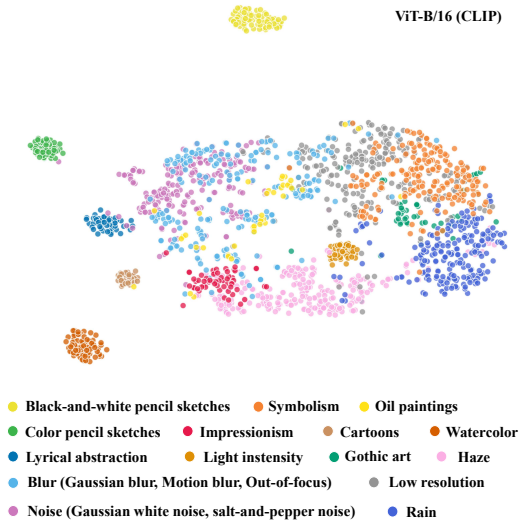 ViT-B/16 (CLIP)
Black-and-white pencil sketches Symbolism Oil paintings
Color pencil sketches Impressionism Cartoons Watercolor
Lyrical abstraction Light instensity Gothic art Haze
Blur (Gaussian blur, Motion blur, Out-of-focus) Low resolution
Noise (Gaussian white noise, salt-and-pepper noise) Rain